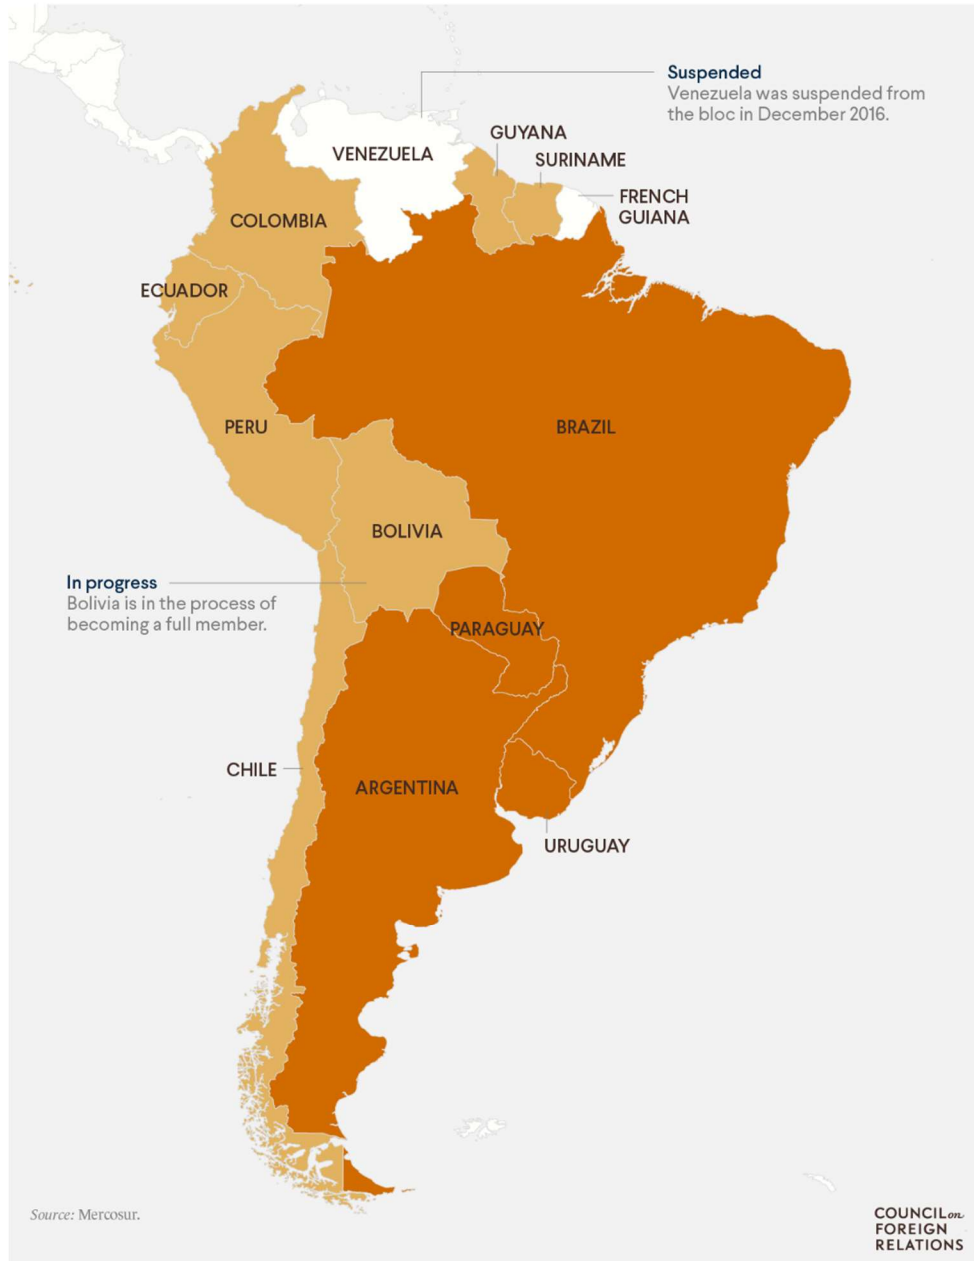 Suspended
Venezuela was suspended from
the bloc in December 2016.
GUYANA
VENEZUELA
SURINAME
FRENCH
GUIANA
COLOMBIA
ECUADOR
PERU
BRAZIL
BOLIVIA
In progress
Bolivia is in the process of
becoming a full member.
PARAGUAY
CHILE
ARGENTINA
URUGUAY
Source: Mercosur.
COUNCIL on
FOREIGN
RELATIONS